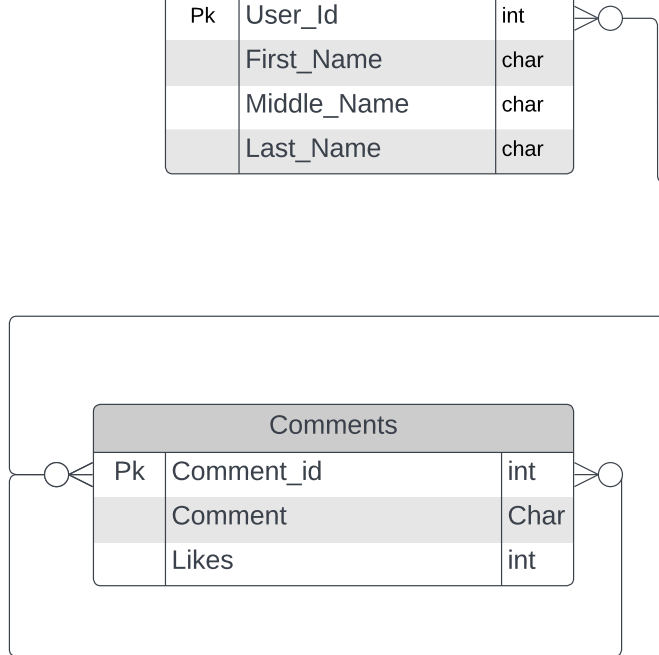 Pk User_Id int
First_Name char
Middle_Name char
Last_Name char
Comments
Pk Comment_id int
Comment Char
Likes int